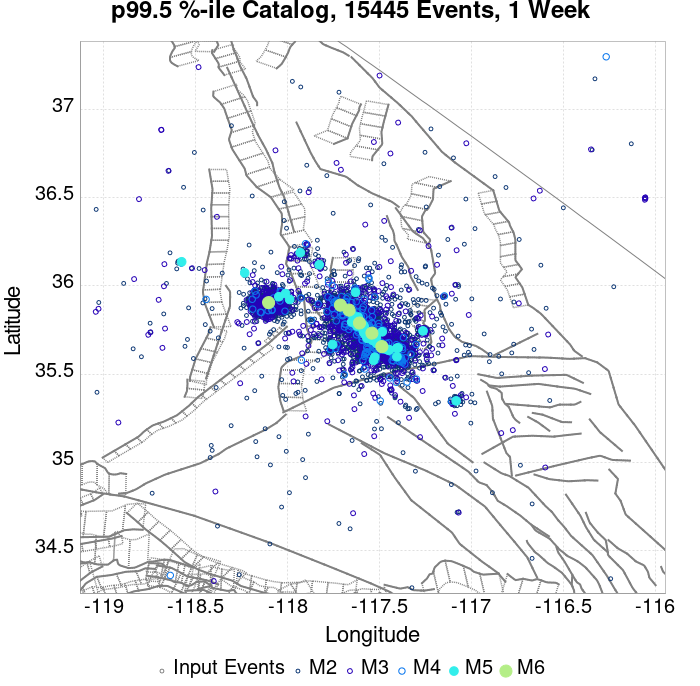 p99.5 %-ile Catalog, 15445 Events, 1 Week
37
36.5
36
35.5
35
34.5
Latitude
-119
-118.5
-118
-117.5
-117
-116.5
-116
Longitude
Input Events
M2
M3
M4
M5
M6